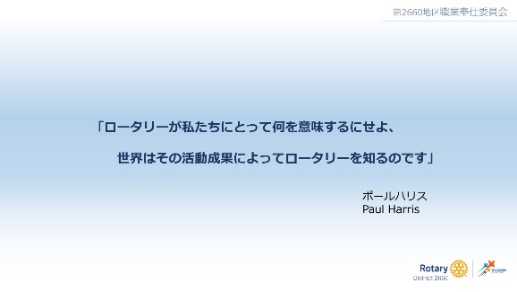 第2660地区職業奉仕委員会
「ロータリーが私たちにとって何を意味するにせよ、
世界はその活動成果によってロータリーを知るのです」
ポールハリス
Paul Harris
Rotary
District 2660